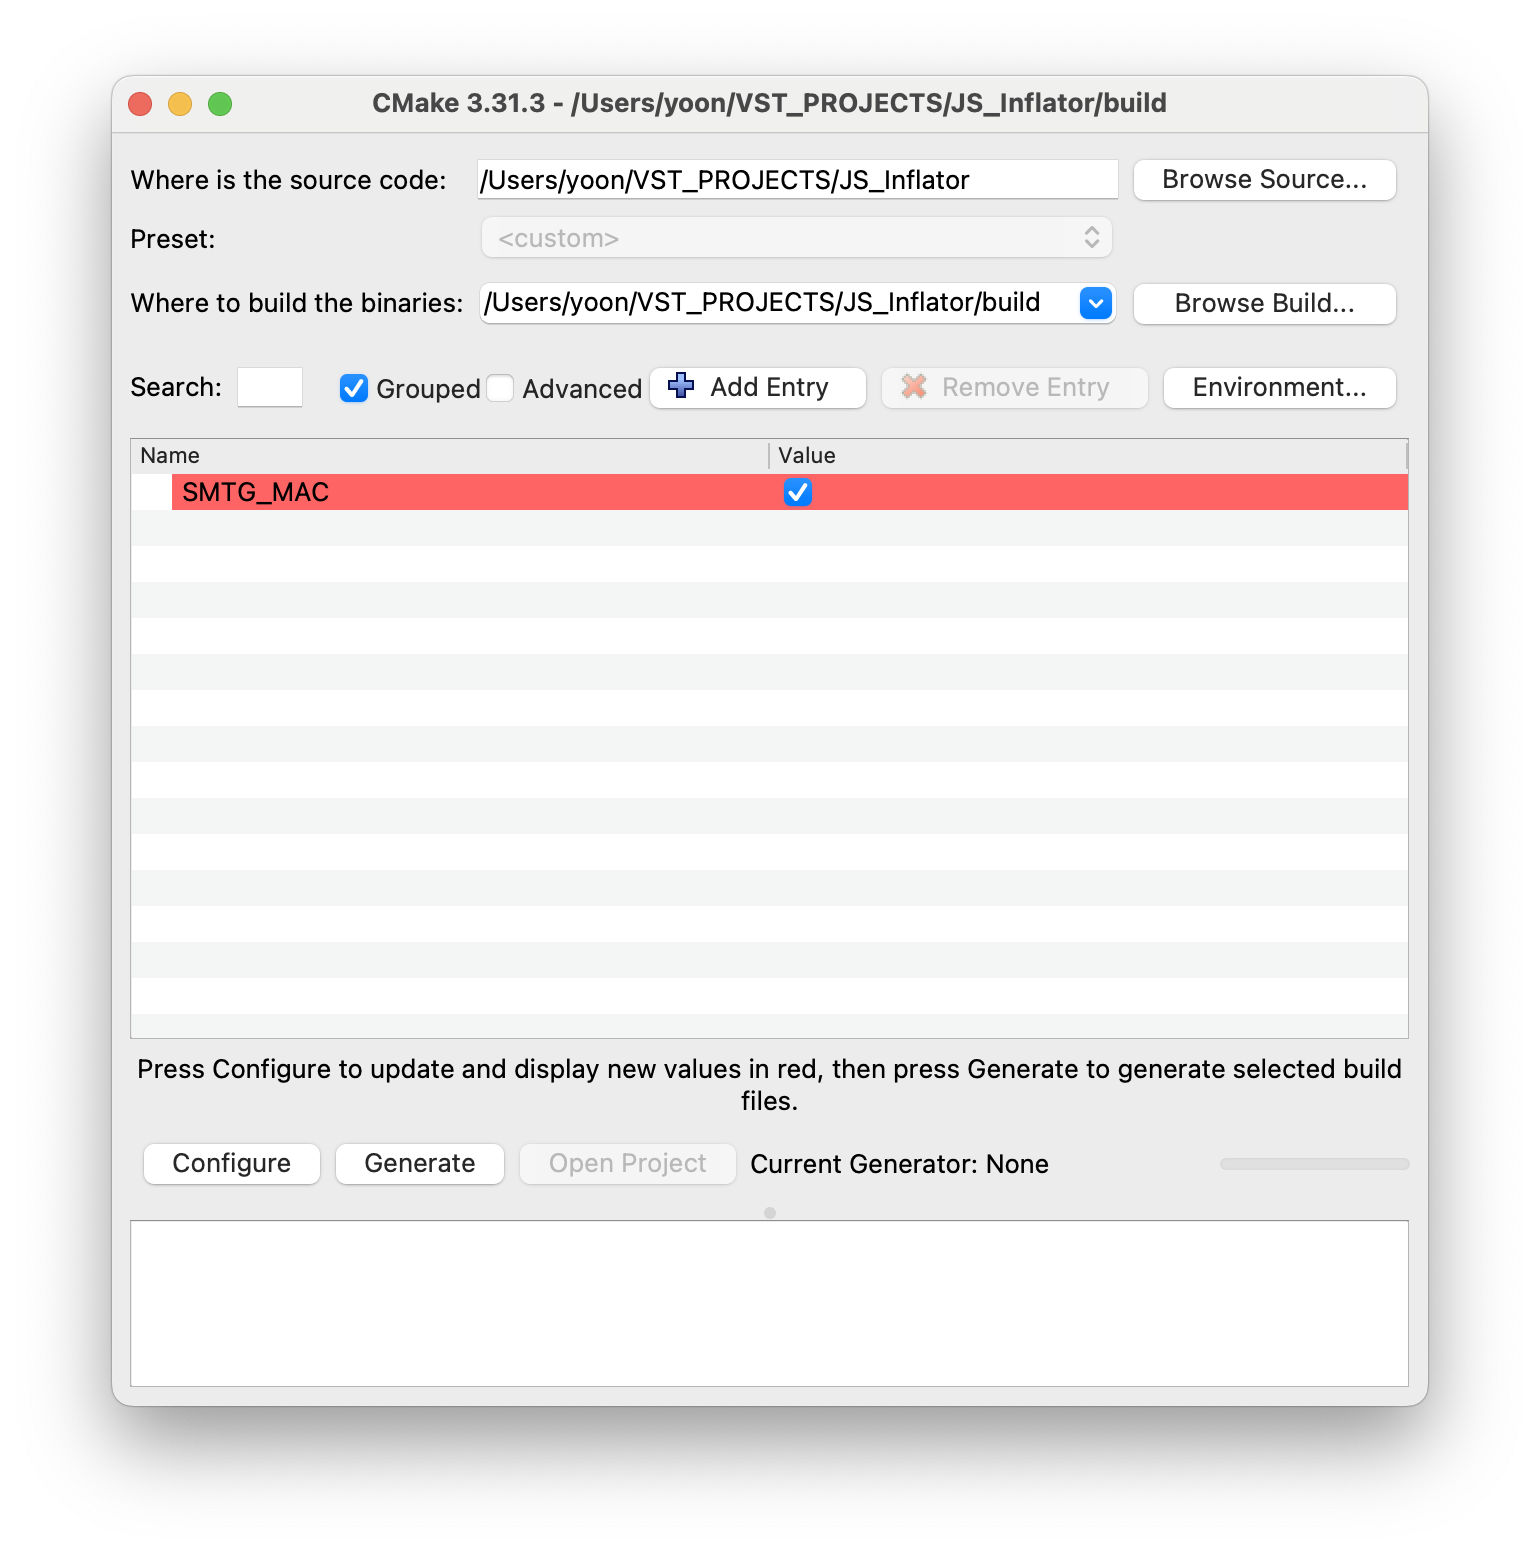 CMake 3.31.3 - /Users/yoon/VST_PROJECTS/JS_Inflator/build
Where is the source code: /Users/yoon/VST_PROJECTS/JS_Inflator Browse Source...
Preset: <custom>
Where to build the binaries: /Users/yoon/VST_PROJECTS/JS_Inflator/build Browse Build...
Search: Grouped Advanced Add Entry Remove Entry Environment...
Name Value
SMTG_MAC
Press Configure to update and display new values in red, then press Generate to generate selected build
files.
Configure Generate Open Project Current Generator: None